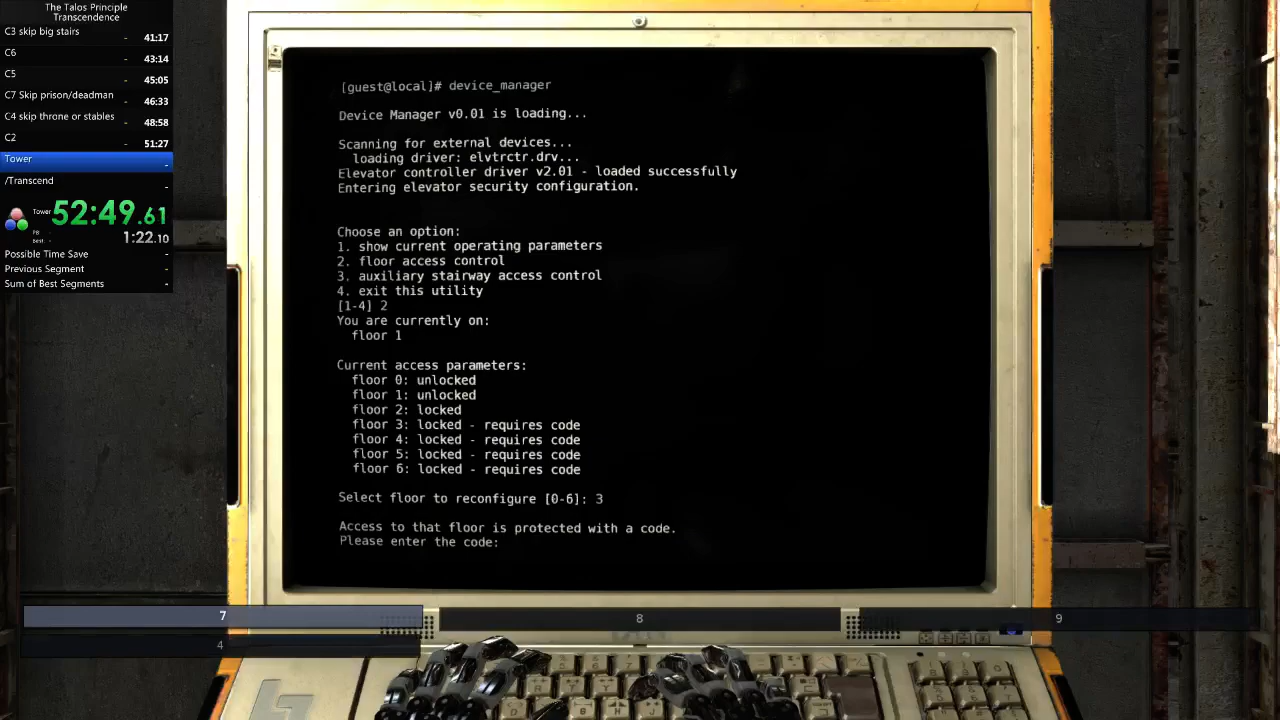 The Talos Principle
Transcendence
C3 skip big stairs - 41:17
C6 - 43:14
C5 - 45:05
C7 Skip prison/deadman - 46:33
C4 skip throne or stables - 48:58
C2 - 51:27
Tower -
/Transcend -
Tower 52:49.61
PB: -
Best: - 1:22.10
Possible Time Save -
Previous Segment -
Sum of Best Segments -
[guest@local]# device_manager
Device Manager v0.01 is loading...
Scanning for external devices...
loading driver: elvtrctr.drv...
Elevator controller driver v2.01 - loaded successfully
Entering elevator security configuration.
Choose an option:
1. show current operating parameters
2. floor access control
3. auxiliary stairway access control
4. exit this utility
[1-4] 2
You are currently on:
floor 1
Current access parameters:
floor 0: unlocked
floor 1: unlocked
floor 2: locked
floor 3: locked - requires code
floor 4: locked - requires code
floor 5: locked - requires code
floor 6: locked - requires code
Select floor to reconfigure [0-6]: 3
Access to that floor is protected with a code.
Please enter the code:
7 8 9
4